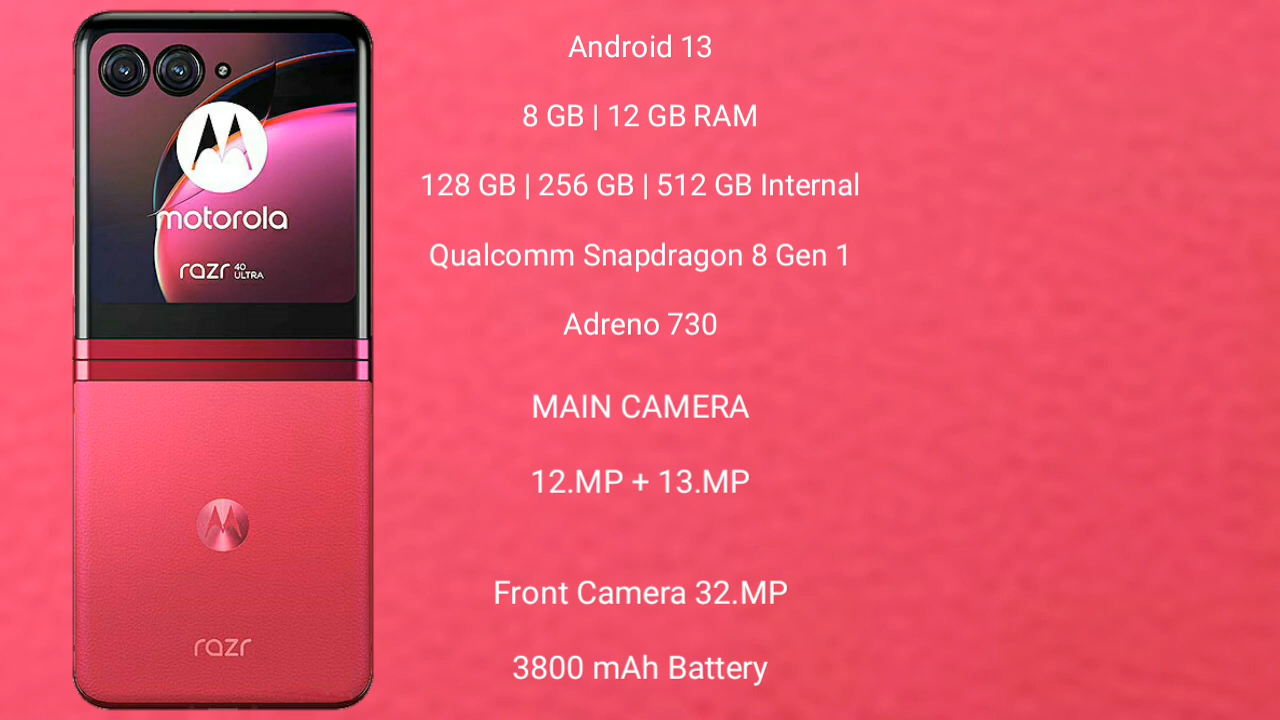 motorola
razr 40 ULTRA
razr
Android 13
8 GB | 12 GB RAM
128 GB | 256 GB | 512 GB Internal
Qualcomm Snapdragon 8 Gen 1
Adreno 730
MAIN CAMERA
12.MP + 13.MP
Front Camera 32.MP
3800 mAh Battery